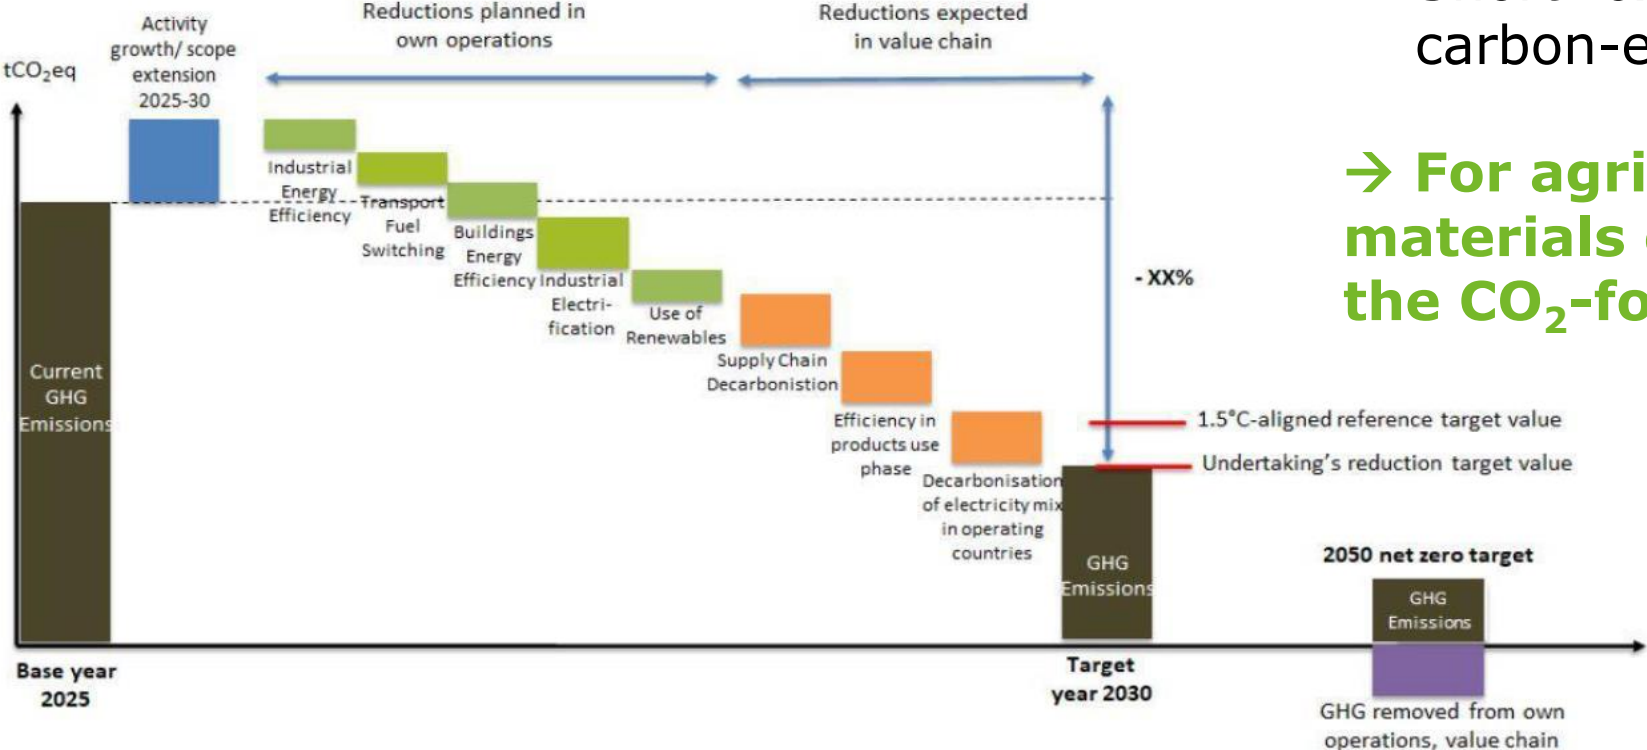 Activity
growth/ scope
extension
2025-30
tCO₂eq
Reductions planned in
own operations
Reductions expected
in value chain
carbon-e
→ For agri
materials
the CO₂-fo
Industrial
Energy
Efficiency
Transport
Fuel
Switching
Buildings
Energy
Efficiency
Industrial
Electri-
fication
Use of
Renewables
Supply Chain
Decarbonistion
Efficiency in
products use
phase
Decarbonisation
of electricity mix
in operating
countries
- XX%
1.5°C-aligned reference target value
Undertaking's reduction target value
Current
GHG
Emissions
GHG
Emissions
2050 net zero target
GHG
Emissions
Base year
2025
Target
year 2030
GHG removed from own
operations, value chain